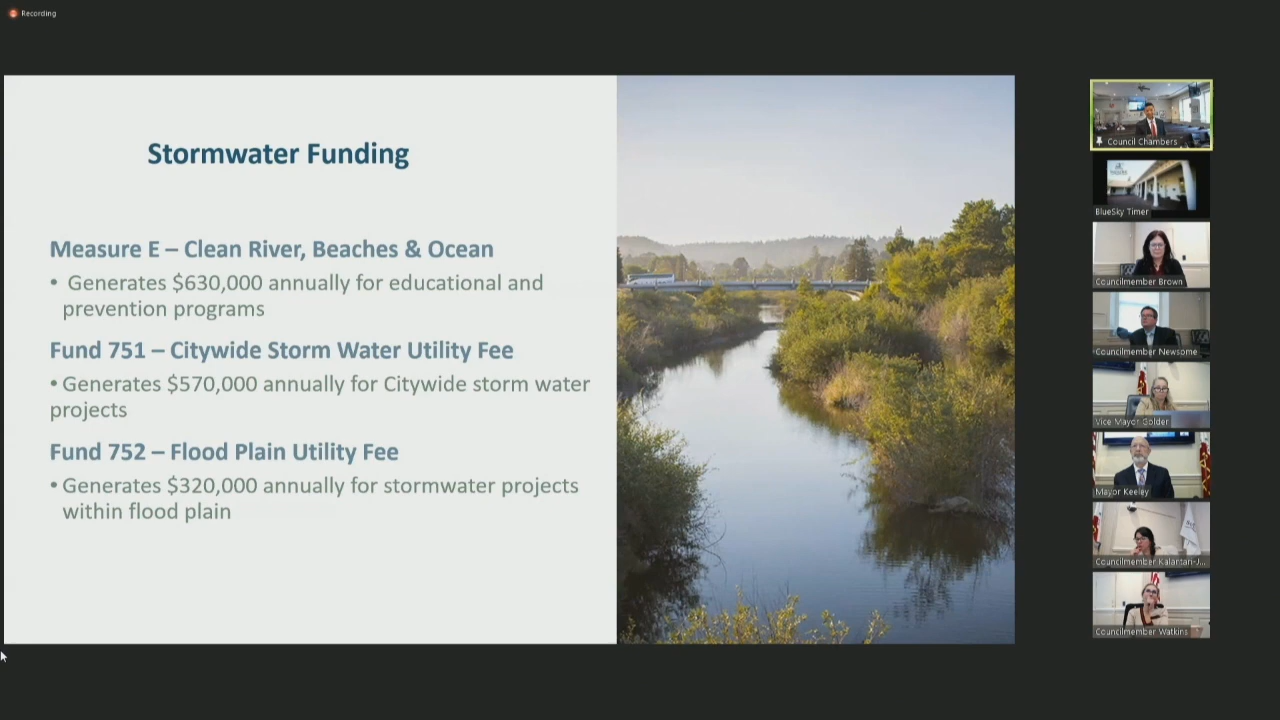 Recording
Stormwater Funding
Measure E – Clean River, Beaches & Ocean
• Generates $630,000 annually for educational and
prevention programs
Fund 751 – Citywide Storm Water Utility Fee
• Generates $570,000 annually for Citywide storm water
projects
Fund 752 – Flood Plain Utility Fee
• Generates $320,000 annually for stormwater projects
within flood plain
Council Chambers
BlueSky Timer
Councilmember Brown
Councilmember Newsome
Vice Mayor Golder
Mayor Keeley
Councilmember Kalantari-J...
Councilmember Watkins